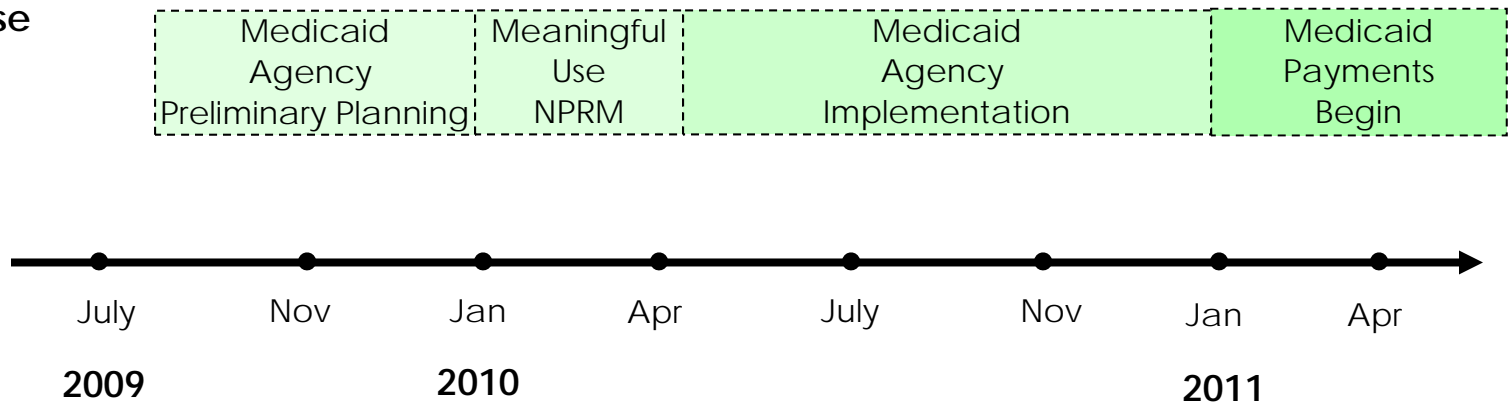 se
Medicaid
Agency
Preliminary Planning
Meaningful
Use
NPRM
Medicaid
Agency
Implementation
Medicaid
Payments
Begin
July
Nov
Jan
Apr
July
Nov
Jan
Apr
2009
2010
2011